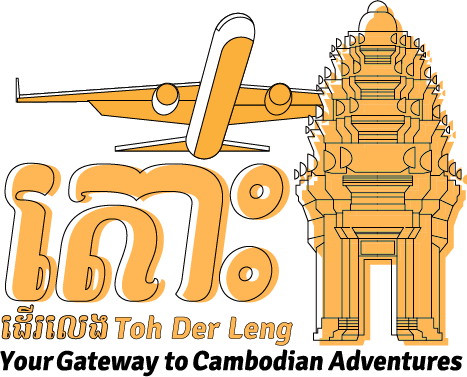 តោះ
ដើរលេង Toh Der Leng
Your Gateway to Cambodian Adventures